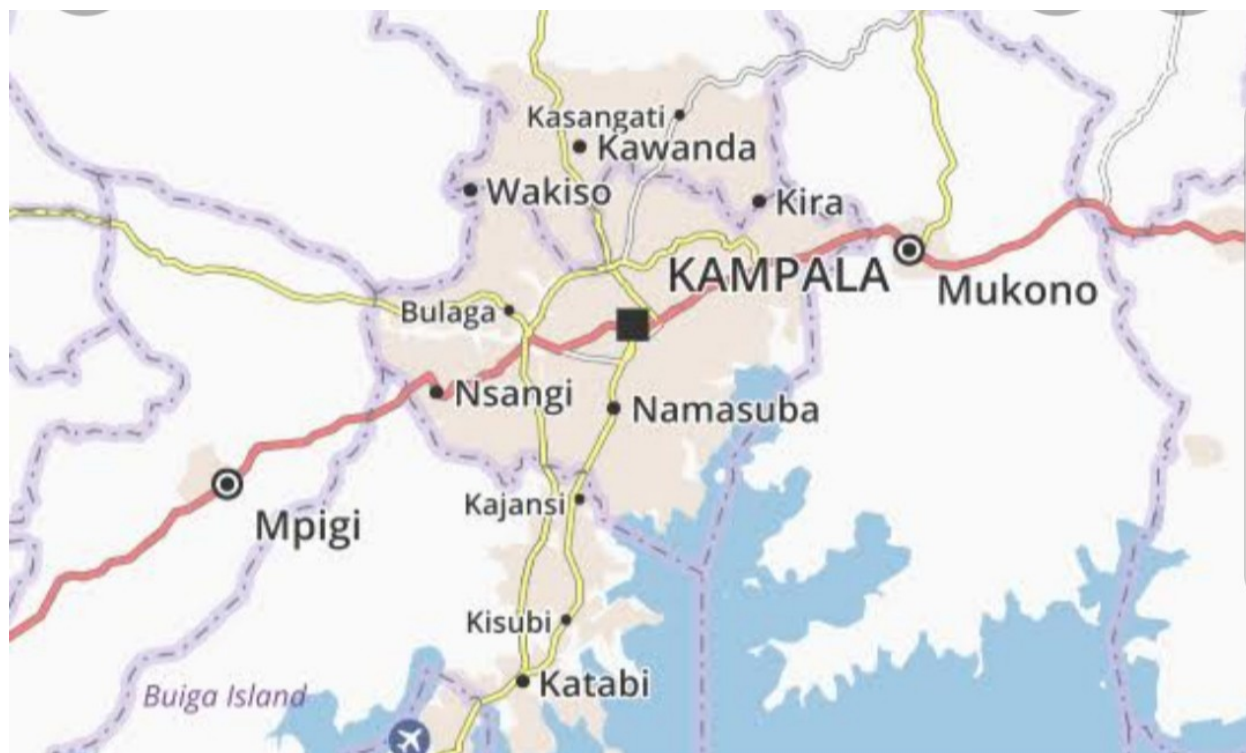 Kasangati
Kawanda
Wakiso
Kira
KAMPALA
Mukono
Bulaga
Nsangi
Namasuba
Kajansi
Mpigi
Kisubi
Katabi
Buiga Island